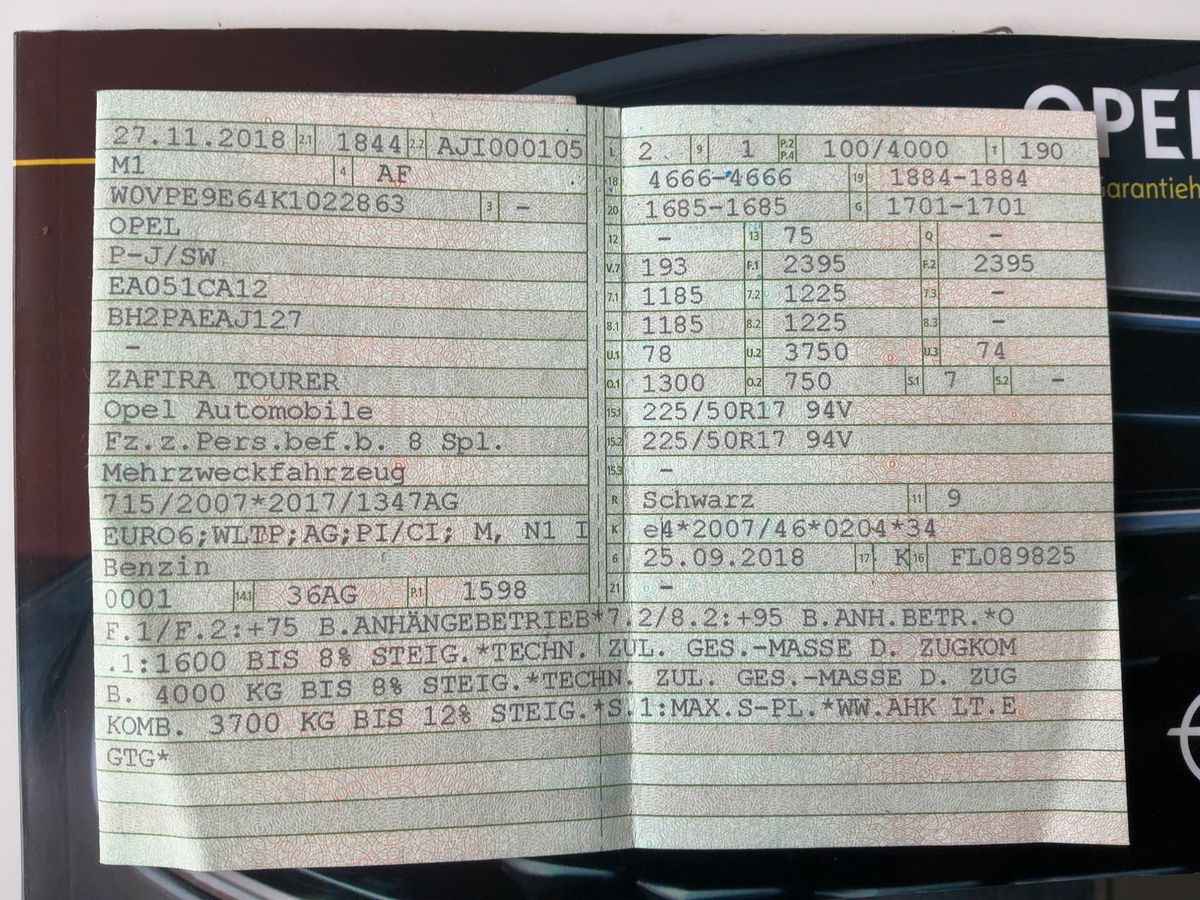 OPEL
Garantieh
27.11.2018 2.1 1844 2.2 AJI000105
M1 4 AF
W0VPE9E64K1022863 3 -
OPEL
P-J/SW
EA051CA12
BH2PAEAJ127
-
ZAFIRA TOURER
Opel Automobile
Fz.z.Pers.bef.b. 8 Spl.
Mehrzweckfahrzeug
715/2007*2017/1347AG
EURO6;WLTP;AG;PI/CI; M, N1 I
Benzin
0001 14.1 36AG P.1 1598
L 2 9 1 P.2 P.4 100/4000 T 190
18 4666-4666 19 1884-1884
20 1685-1685 G 1701-1701
12 - 13 75 Q -
V.7 193 F.1 2395 F.2 2395
7.1 1185 7.2 1225 7.3 -
8.1 1185 8.2 1225 8.3 -
U.1 78 U.2 3750 U.3 74
O.1 1300 O.2 750 S.1 7 S.2 -
15.1 225/50R17 94V
15.2 225/50R17 94V
15.3 -
R Schwarz 11 9
K e4*2007/46*0204*34
6 25.09.2018 17 K 16 FL089825
21 -
F.1/F.2:+75 B.ANHÄNGEBETRIEB*7.2/8.2:+95 B.ANH.BETR.*O
.1:1600 BIS 8% STEIG.*TECHN. ZUL. GES.-MASSE D. ZUGKOM
B. 4000 KG BIS 8% STEIG.*TECHN. ZUL. GES.-MASSE D. ZUG
KOMB. 3700 KG BIS 12% STEIG.*S.1:MAX.S-PL.*WW.AHK LT.E
GTG*